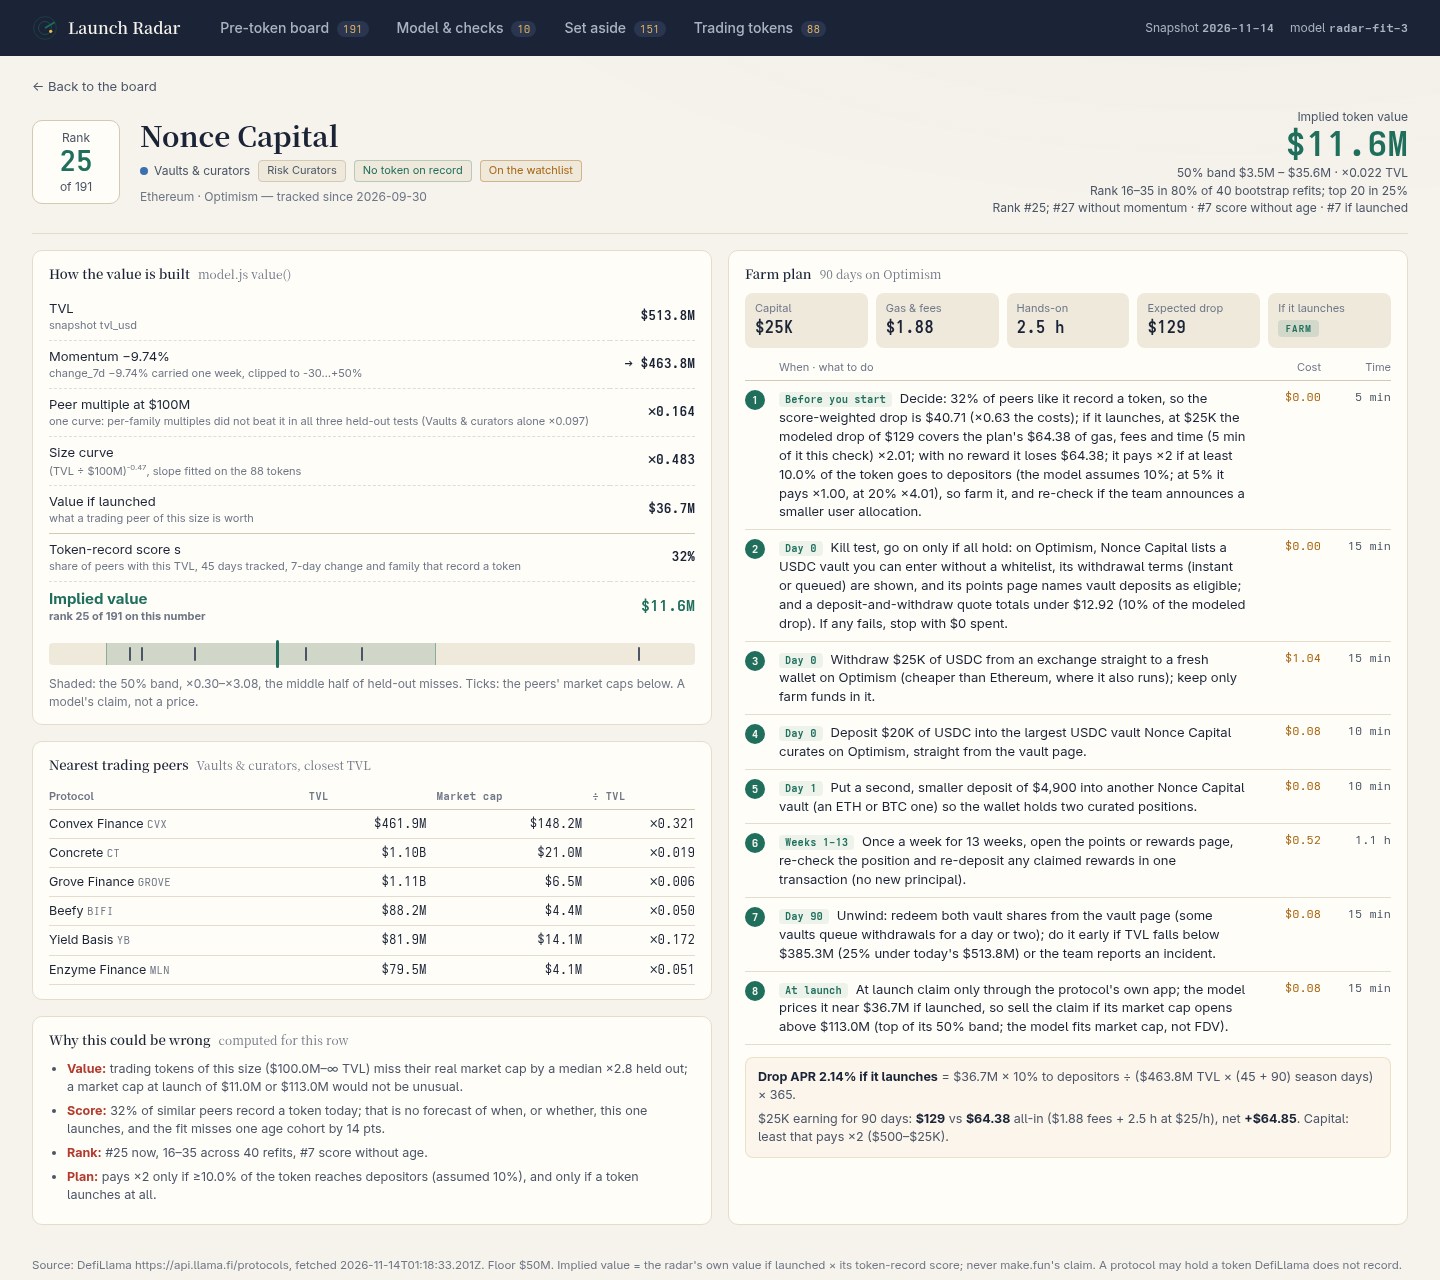 Launch Radar
Pre-token board 191
Model & checks 10
Set aside 151
Trading tokens 88
Snapshot 2026-11-14 model radar-fit-3
← Back to the board
Rank
25
of 191
Nonce Capital
Vaults & curators Risk Curators No token on record On the watchlist
Ethereum · Optimism — tracked since 2026-09-30
Implied token value
$11.6M
50% band $3.5M – $35.6M · ×0.022 TVL
Rank 16–35 in 80% of 40 bootstrap refits; top 20 in 25%
Rank #25; #27 without momentum · #7 score without age · #7 if launched
How the value is built model.js value()
TVL
snapshot tvl_usd
$513.8M
Momentum −9.74%
change_7d −9.74% carried one week, clipped to -30…+50%
→ $463.8M
Peer multiple at $100M
one curve: per-family multiples did not beat it in all three held-out tests (Vaults & curators alone ×0.097)
×0.164
Size curve
(TVL ÷ $100M)^-0.47, slope fitted on the 88 tokens
×0.483
Value if launched
what a trading peer of this size is worth
$36.7M
Token-record score s
share of peers with this TVL, 45 days tracked, 7-day change and family that record a token
32%
Implied value
rank 25 of 191 on this number
$11.6M
Shaded: the 50% band, ×0.30–×3.08, the middle half of held-out misses. Ticks: the peers' market caps below. A
model's claim, not a price.
Nearest trading peers Vaults & curators, closest TVL
Protocol TVL Market cap ÷ TVL
Convex Finance CVX $461.9M $148.2M ×0.321
Concrete CT $1.10B $21.0M ×0.019
Grove Finance GROVE $1.11B $6.5M ×0.006
Beefy BIFI $88.2M $4.4M ×0.050
Yield Basis YB $81.9M $14.1M ×0.172
Enzyme Finance MLN $79.5M $4.1M ×0.051
Why this could be wrong computed for this row
• Value: trading tokens of this size ($100.0M–∞ TVL) miss their real market cap by a median ×2.8 held out;
a market cap at launch of $11.0M or $113.0M would not be unusual.
• Score: 32% of similar peers record a token today; that is no forecast of when, or whether, this one
launches, and the fit misses one age cohort by 14 pts.
• Rank: #25 now, 16–35 across 40 refits, #7 score without age.
• Plan: pays ×2 only if ≥10.0% of the token reaches depositors (assumed 10%), and only if a token
launches at all.
Farm plan 90 days on Optimism
Capital
$25K
Gas & fees
$1.88
Hands-on
2.5 h
Expected drop
$129
If it launches
FARM
When · what to do Cost Time
1 Before you start Decide: 32% of peers like it record a token, so the $0.00 5 min
score-weighted drop is $40.71 (×0.63 the costs); if it launches, at $25K the
modeled drop of $129 covers the plan's $64.38 of gas, fees and time (5 min
of it this check) ×2.01; with no reward it loses $64.38; it pays ×2 if at least
10.0% of the token goes to depositors (the model assumes 10%; at 5% it
pays ×1.00, at 20% ×4.01), so farm it, and re-check if the team announces a
smaller user allocation.
2 Day 0 Kill test, go on only if all hold: on Optimism, Nonce Capital lists a $0.00 15 min
USDC vault you can enter without a whitelist, its withdrawal terms (instant
or queued) are shown, and its points page names vault deposits as eligible;
and a deposit-and-withdraw quote totals under $12.92 (10% of the modeled
drop). If any fails, stop with $0 spent.
3 Day 0 Withdraw $25K of USDC from an exchange straight to a fresh $1.04 15 min
wallet on Optimism (cheaper than Ethereum, where it also runs); keep only
farm funds in it.
4 Day 0 Deposit $20K of USDC into the largest USDC vault Nonce Capital $0.08 10 min
curates on Optimism, straight from the vault page.
5 Day 1 Put a second, smaller deposit of $4,900 into another Nonce Capital $0.08 10 min
vault (an ETH or BTC one) so the wallet holds two curated positions.
6 Weeks 1–13 Once a week for 13 weeks, open the points or rewards page, $0.52 1.1 h
re-check the position and re-deposit any claimed rewards in one
transaction (no new principal).
7 Day 90 Unwind: redeem both vault shares from the vault page (some $0.08 15 min
vaults queue withdrawals for a day or two); do it early if TVL falls below
$385.3M (25% under today's $513.8M) or the team reports an incident.
8 At launch At launch claim only through the protocol's own app; the model $0.08 15 min
prices it near $36.7M if launched, so sell the claim if its market cap opens
above $113.0M (top of its 50% band; the model fits market cap, not FDV).
Drop APR 2.14% if it launches = $36.7M × 10% to depositors ÷ ($463.8M TVL × (45 + 90) season days)
× 365.
$25K earning for 90 days: $129 vs $64.38 all-in ($1.88 fees + 2.5 h at $25/h), net +$64.85. Capital:
least that pays ×2 ($500–$25K).
Source: DefiLlama https://api.llama.fi/protocols, fetched 2026-11-14T01:18:33.201Z. Floor $50M. Implied value = the radar's own value if launched × its token-record score; never make.fun's claim. A protocol may hold a token DefiLlama does not record.